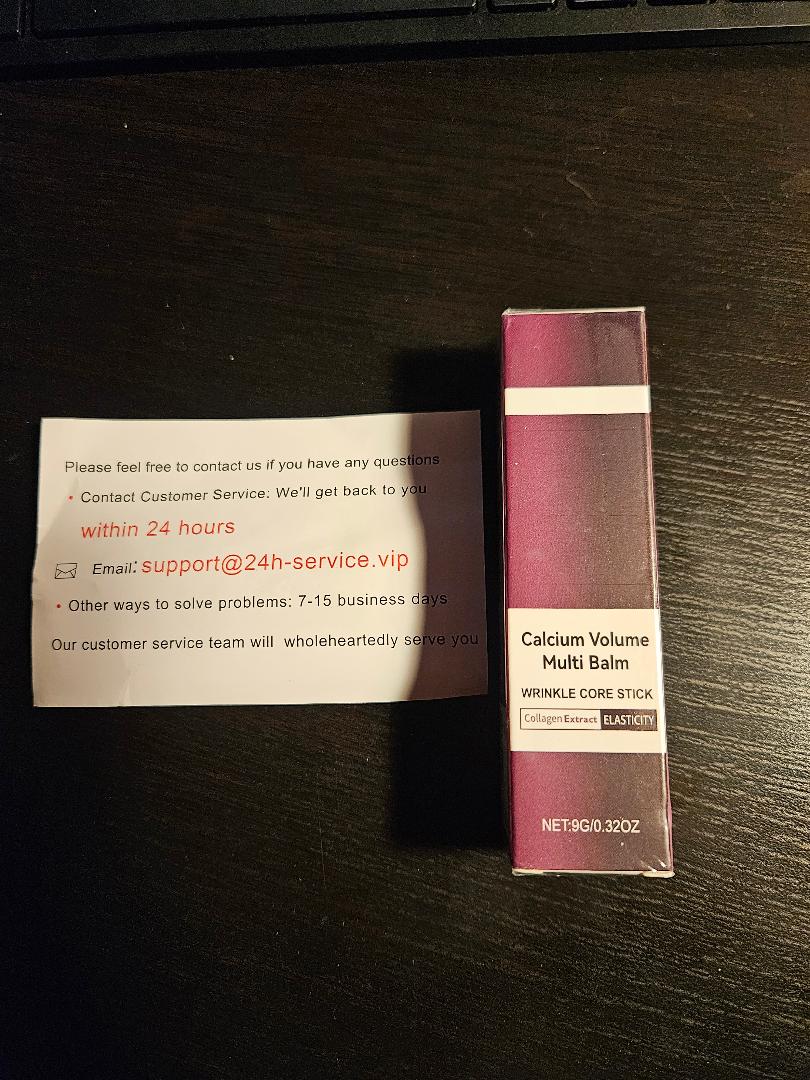 Please feel free to contact us if you have any questions
• Contact Customer Service: We'll get back to you
within 24 hours
Email: support@24h-service.vip
• Other ways to solve problems: 7-15 business days
Our customer service team will wholeheartedly serve you
Calcium Volume
Multi Balm
WRINKLE CORE STICK
Collagen Extract ELASTICITY
NET:9G/0.32OZ